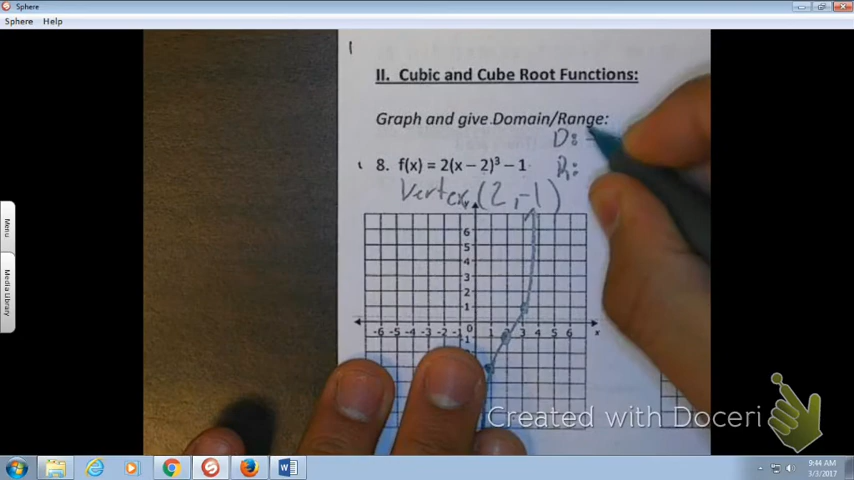 Sphere
Sphere Help
II. Cubic and Cube Root Functions:
Graph and give Domain/Range:
D:
8. f(x) = 2(x – 2)³ – 1
R:
Vertex (2, -1)
6
5
4
3
2
1
0
-6 -5 -4 -3 -2 -1 1 2 3 4 5 6 x
-1
Menu
Media Library
Created with Doceri
9:44 AM
3/3/2017